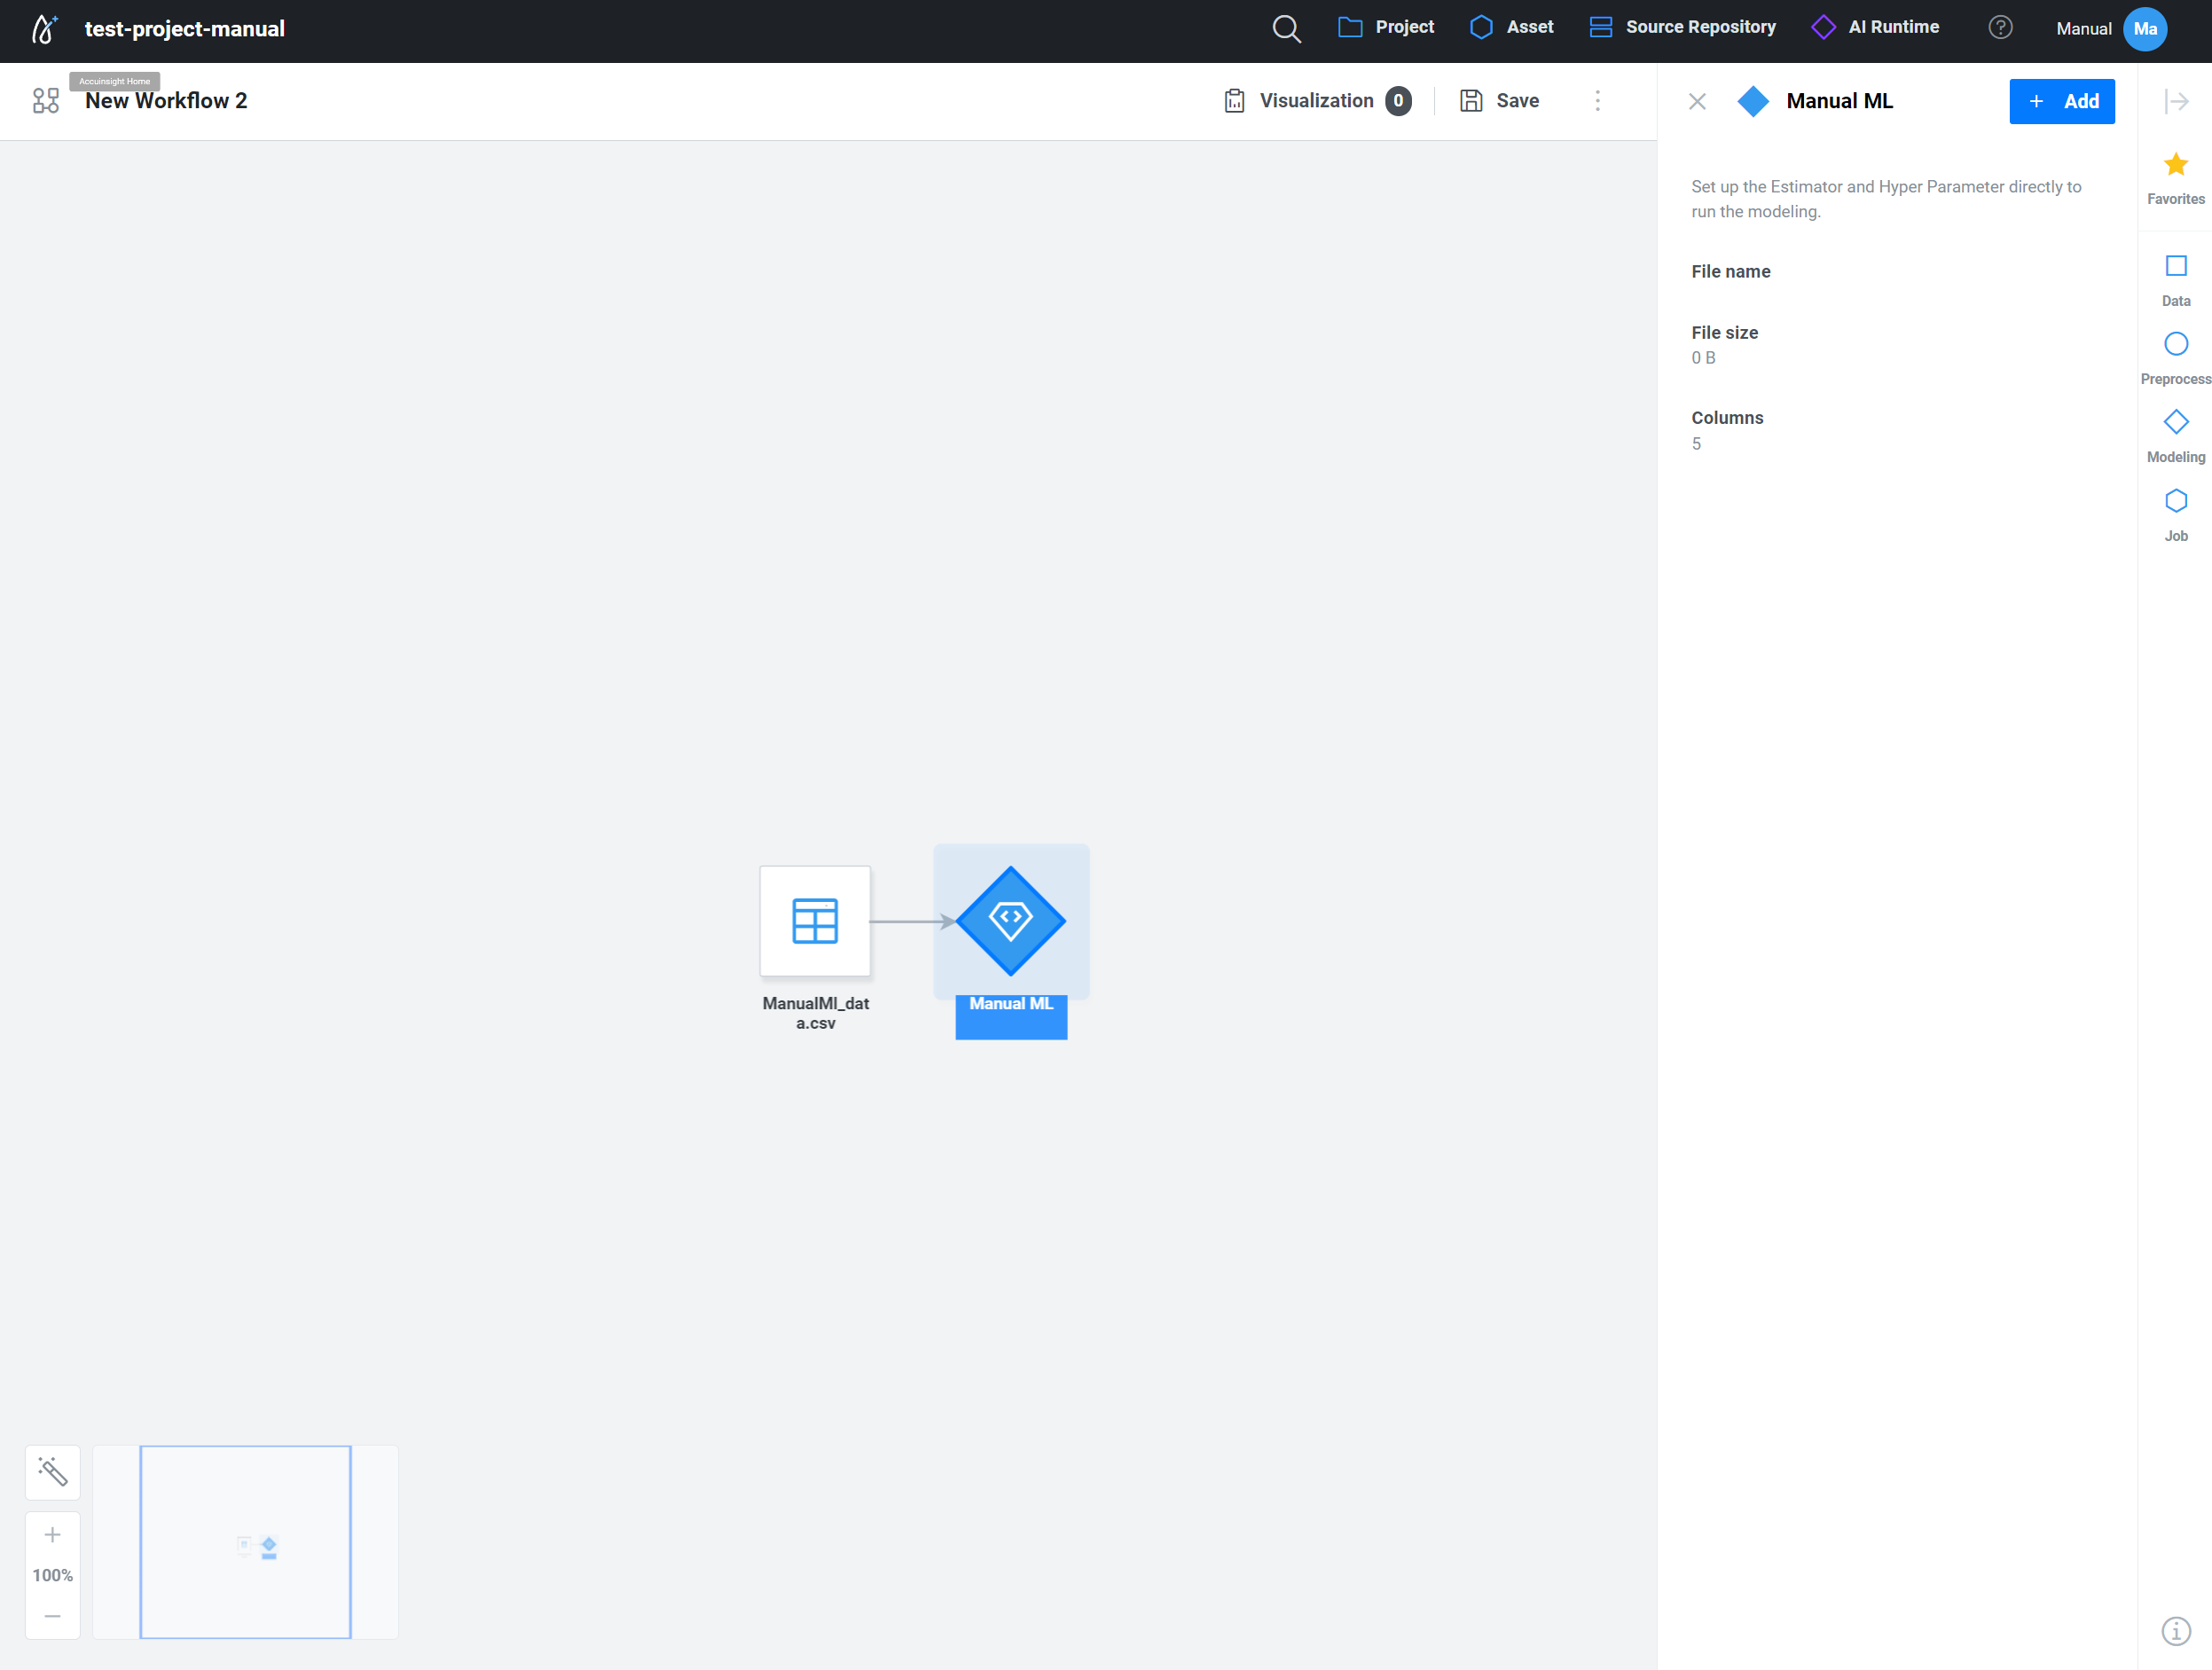 test-project-manual
Project
Asset
Source Repository
AI Runtime
?
Manual
Ma
Accuinsight Home
New Workflow 2
Visualization 0
Save
Manual ML
+ Add
Set up the Estimator and Hyper Parameter directly to
run the modeling.
File name
File size
0 B
Columns
5
Favorites
Data
Preprocess
Modeling
Job
ManualMl_dat
a.csv
Manual ML
100%